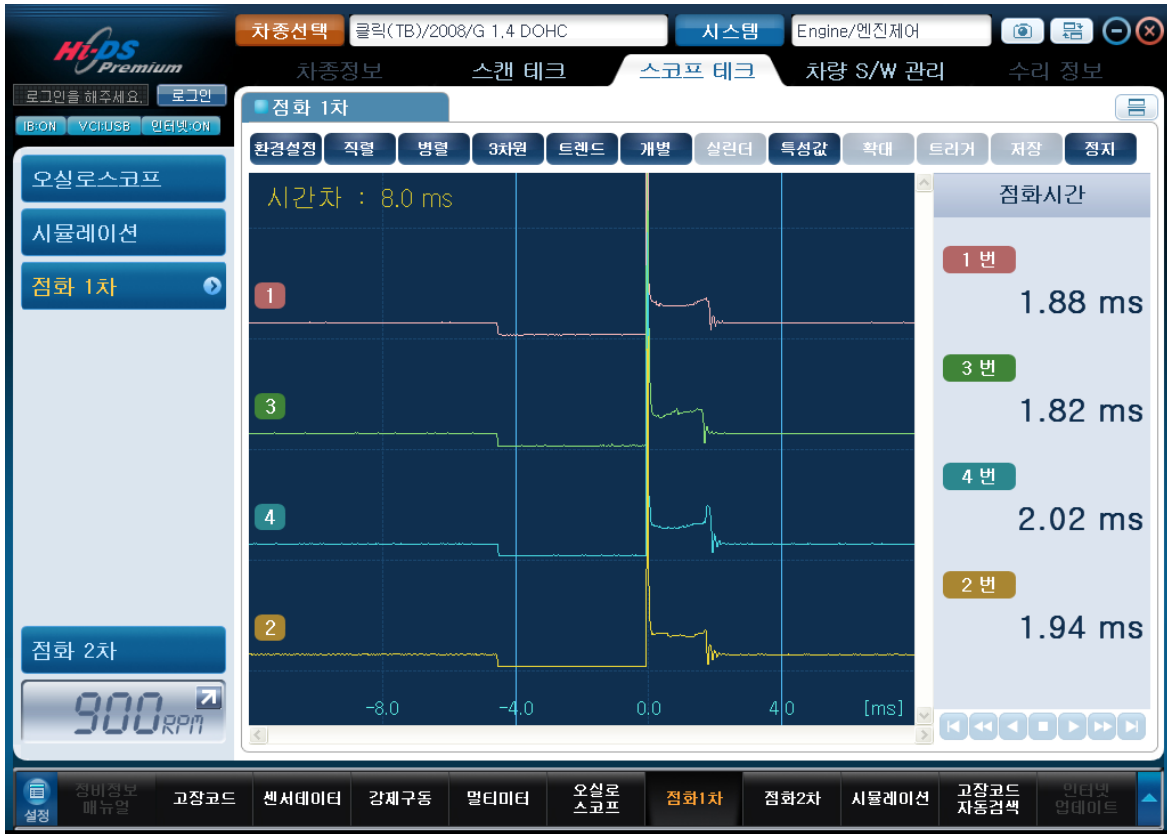 차종선택 클릭(TB)/2008/G 1.4 DOHC 시스템 Engine/엔진제어
Hi-DS
Premium
차종정보 스캔 테크 스코프 테크 차량 S/W 관리 수리 정보
로그인을 해주세요. 로그인
IB:ON VCI:USB 인터넷:ON
점화 1차
환경설정 직렬 병렬 3차원 트렌드 개별 실린더 특성값 확대 트리거 저장 정지
오실로스코프
시뮬레이션
점화 1차
점화 2차
900 RPM
시간차 : 8.0 ms
1
3
4
2
-8.0 -4.0 0.0 4.0 [ms]
점화시간
1 번
1.88 ms
3 번
1.82 ms
4 번
2.02 ms
2 번
1.94 ms
설정
정비정보
매뉴얼
고장코드
센서데이터
강제구동
멀티미터
오실로
스코프
점화1차
점화2차
시뮬레이션
고장코드
자동검색
인터넷
업데이트